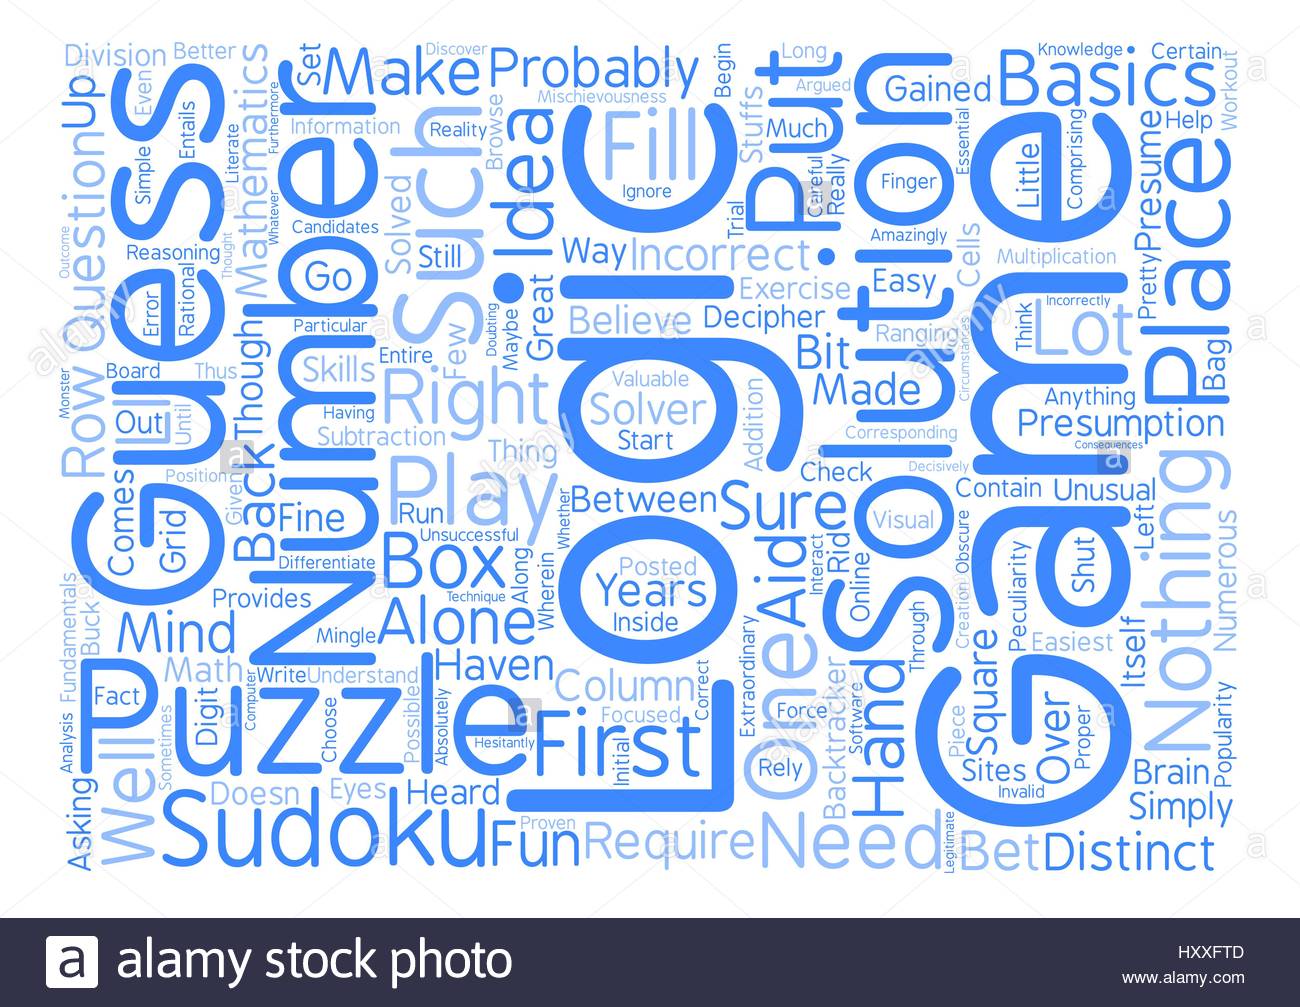 Division
Better
Discover
Make
Probably
Long
Knowledge
Certain
Up
Even
Entails
Set
Mischievousness
Begin
Argued
Gained
Basics
Help
Workout
Guess
Simple
Literate
Mathematics
Furthermore
Number
Information
Such
Reality
Browse
Idea
Logic
Fill
Ignore
Stuffs
Put
Much
Careful
Really
Solution
Finger
Essential
Game
Little
Comprising
Place
Presume
Pretty
Question
Row
Outcome
Reasoning
Rational
Error
Thought
Whatever
Candidates
Go
Solved
Still
Way
Incorrect
Trial
Amazingly
Cells
Multiplication
Great
Exercise
Easy
Incorrectly
Particular
Few
Doubting
Maybe
Believe
Decipher
Ranging
Circumstances
Think
Lot
Bag
Monster
Board
Thus
Though
Skills
Entire
Right
Valuable
Solver
Start
Addition
Bit
Made
Anything
Out
Until
Having
Subtraction
Thing
Corresponding
Presumption
Consequences
Comes
Position
Given
Back
Play
Check
Decisively
Nothing
Grid
Fine
Run
Between
Sure
Visual
Contain
Unusual
Left
Unsuccessful
Whether
Differentiate
Box
Along
Wherein
Posted
Years
Inside
Aid
Interact
Rid
Online
Obscure
Creation
Peculiarity
Shut
Numerous
Fundamentals
Buck
Provides
Technique
Mind
Mingle
Alone
Extraordinary
One
Through
Easiest
Itself
Puzzle
Fact
Math
Write
Understand
Haven
Column
Correct
Square
Digit
Computer
Choose
Possible
Absolutely
Hesitantly
First
Focused
Initial
Force
Backtracker
Software
Hand
Piece
Over
Proper
Popularity
Analysis
Well
Sometimes
Rely
Sites
Invalid
Brain
Asking
Doesn
Eyes
Heard
Simply
Sudoku
Fun
Proven
Require
Need
Legitimate
Bet
Distinct
a alamy stock photo
HXXFTD
www.alamy.com